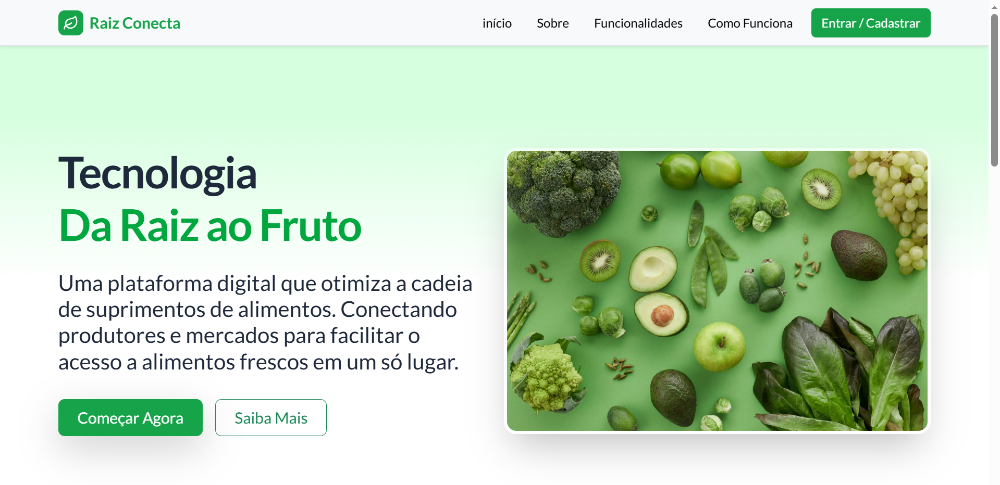 Raiz Conecta
início
Sobre
Funcionalidades
Como Funciona
Entrar / Cadastrar
Tecnologia
Da Raiz ao Fruto
Uma plataforma digital que otimiza a cadeia
de suprimentos de alimentos. Conectando
produtores e mercados para facilitar o
acesso a alimentos frescos em um só lugar.
Começar Agora
Saiba Mais